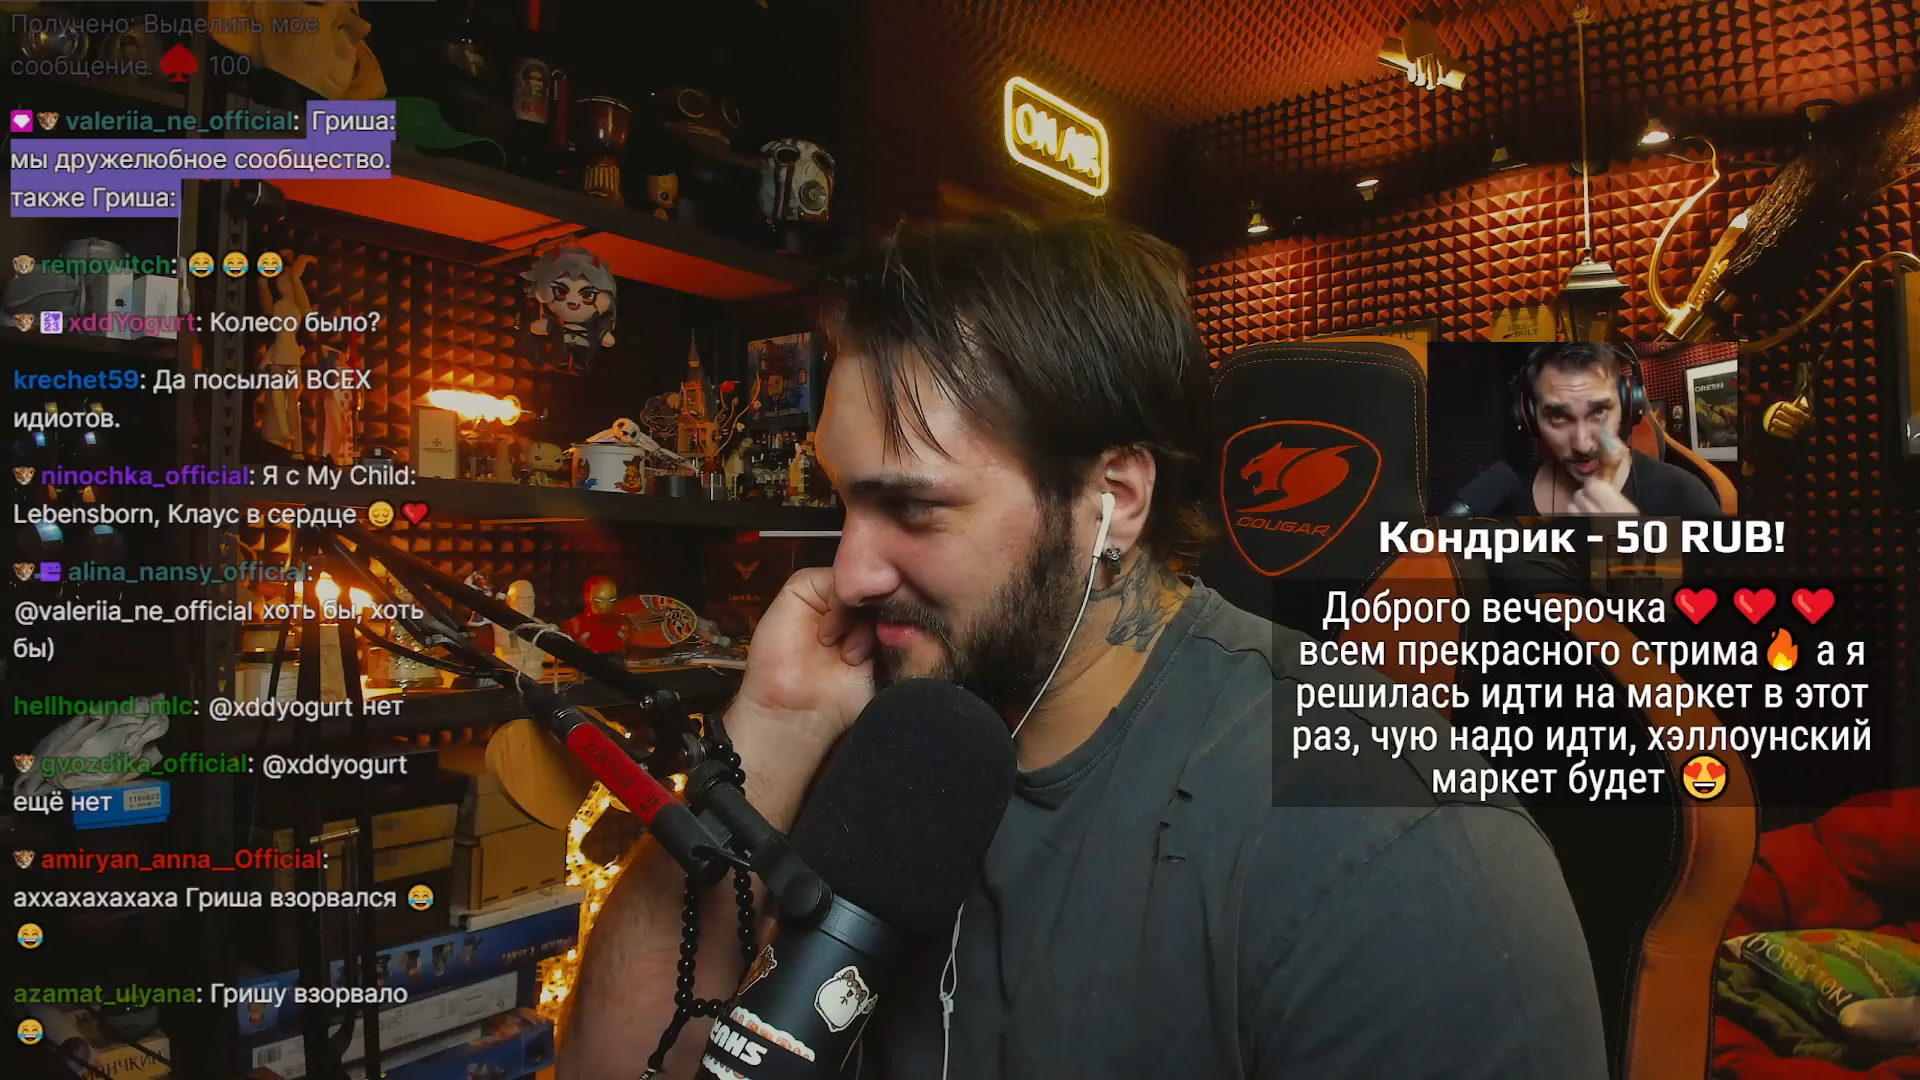 Получено: Выделить мое
сообщение 100
valeriia_ne_official: Гриша:
мы дружелюбное сообщество.
также Гриша:
remowitch: 😂 😂 😂
xddYogurt: Колесо было?
krechet59: Да посылай ВСЕХ
идиотов.
ninochka_official: Я с My Child:
Lebensborn, Клаус в сердце 😌 ❤️
alina_nansy_official:
@valeriia_ne_official хоть бы, хоть
бы)
hellhound_mlc: @xddyogurt нет
gvozdika_official: @xddyogurt
ещё нет
amiryan_anna__Official:
аххахахахаха Гриша взорвался 😂
😂
azamat_ulyana: Гришу взорвало
😂
ON AIR
COUGAR
GREEN
Кондрик - 50 RUB!
Доброго вечерочка❤️ ❤️ ❤️
всем прекрасного стрима🔥 а я
решилась идти на маркет в этот
раз, чую надо идти, хэллоунский
маркет будет 😍